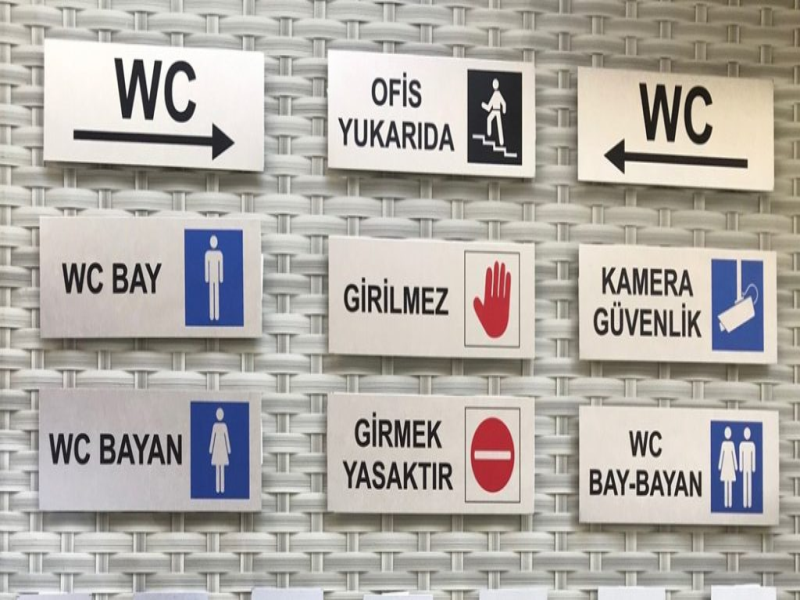 WC
OFİS
YUKARIDA
WC
WC BAY
GİRİLMEZ
KAMERA
GÜVENLİK
WC BAYAN
GİRMEK
YASAKTIR
WC
BAY-BAYAN